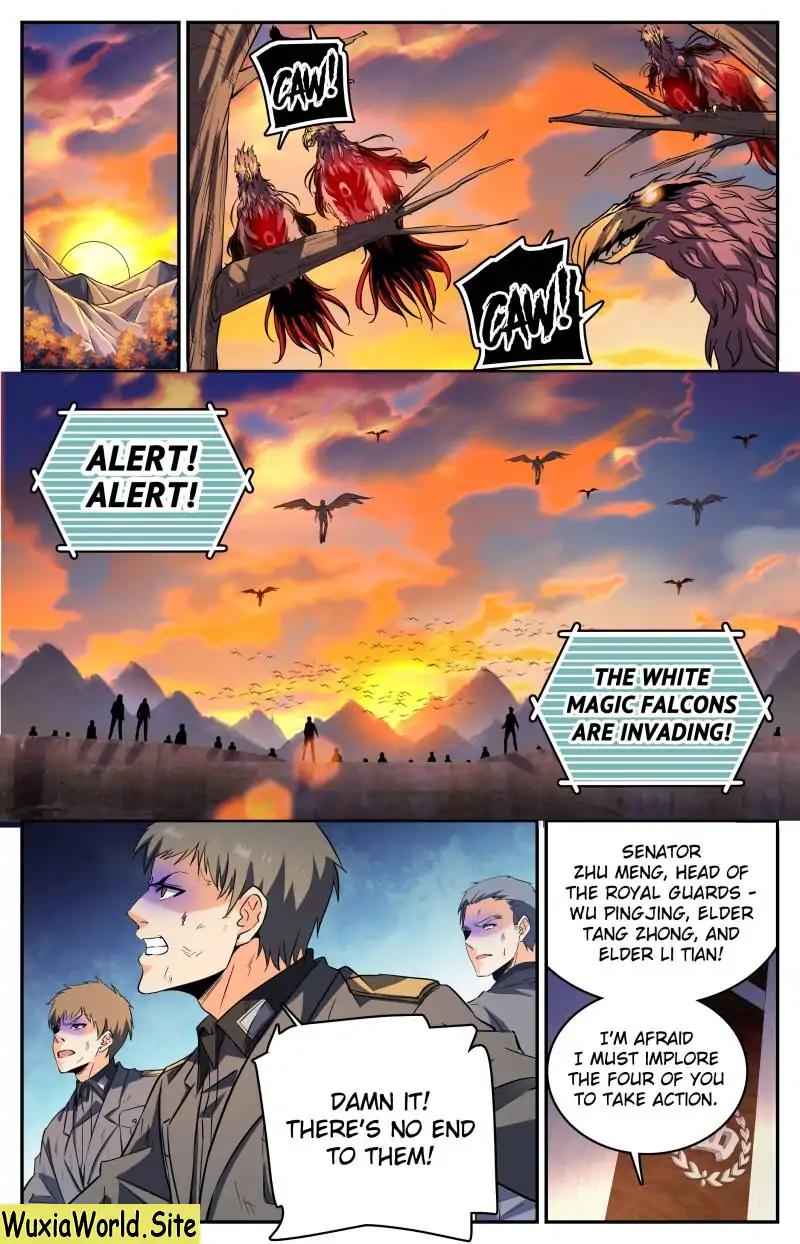 CAW!
CAW!
ALERT!
ALERT!
THE WHITE
MAGIC FALCONS
ARE INVADING!
DAMN IT!
THERE'S NO END
TO THEM!
SENATOR
ZHU MENG, HEAD OF
THE ROYAL GUARDS -
WU PINGJING, ELDER
TANG ZHONG, AND
ELDER LI TIAN!
I'M AFRAID
I MUST IMPLORE
THE FOUR OF YOU
TO TAKE ACTION.
WuxiaWorld.Site